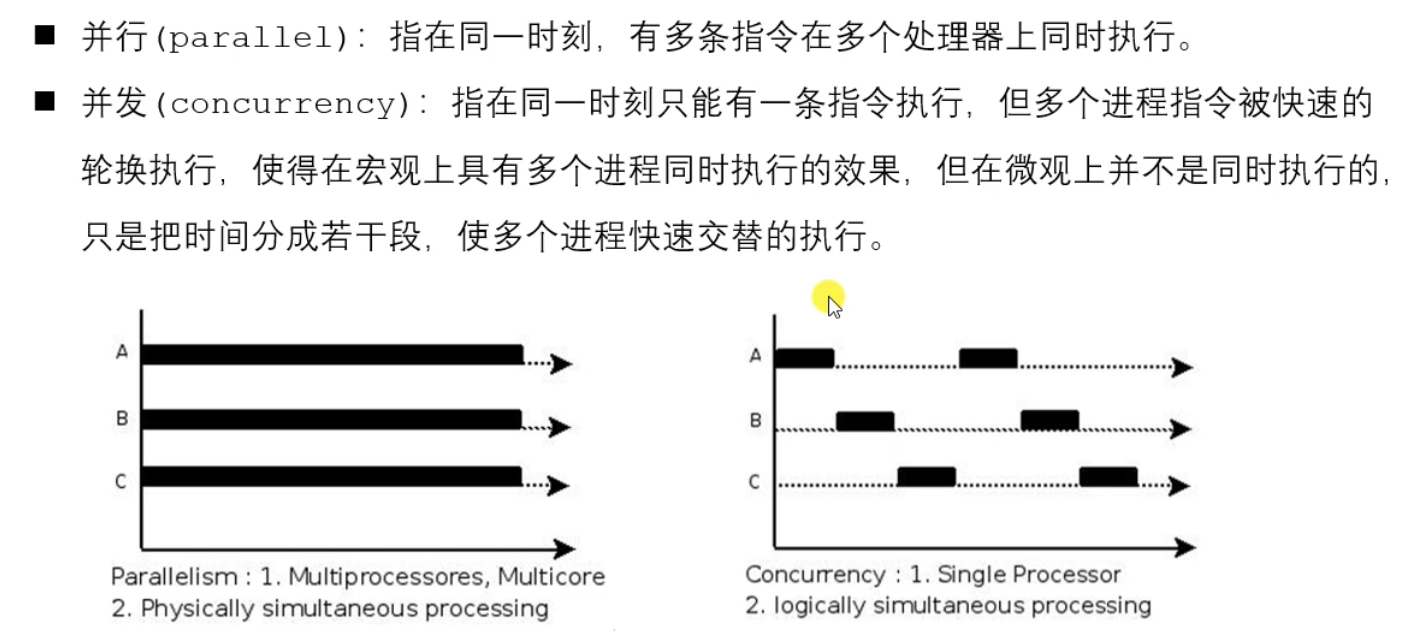 ■ 并行(parallel)：指在同一时刻，有多条指令在多个处理器上同时执行。
■ 并发(concurrency)：指在同一时刻只能有一条指令执行，但多个进程指令被快速的
轮换执行，使得在宏观上具有多个进程同时执行的效果，但在微观上并不是同时执行的，
只是把时间分成若干段，使多个进程快速交替的执行。
A
B
C
Parallelism : 1. Multiprocessores, Multicore
2. Physically simultaneous processing
A
B
C
Concurrency : 1. Single Processor
2. logically simultaneous processing